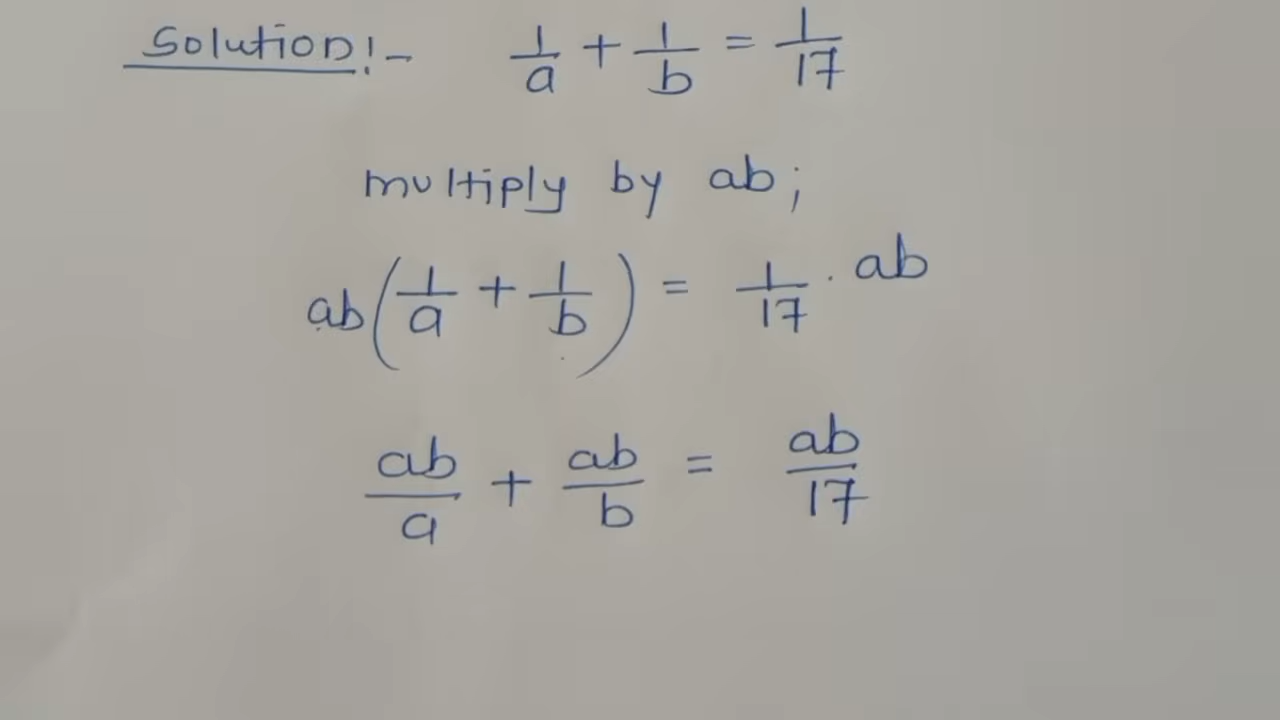 Solution!- 1/a + 1/b = 1/17
multiply by ab;
ab(1/a + 1/b) = 1/17 . ab
ab/a + ab/b = ab/17